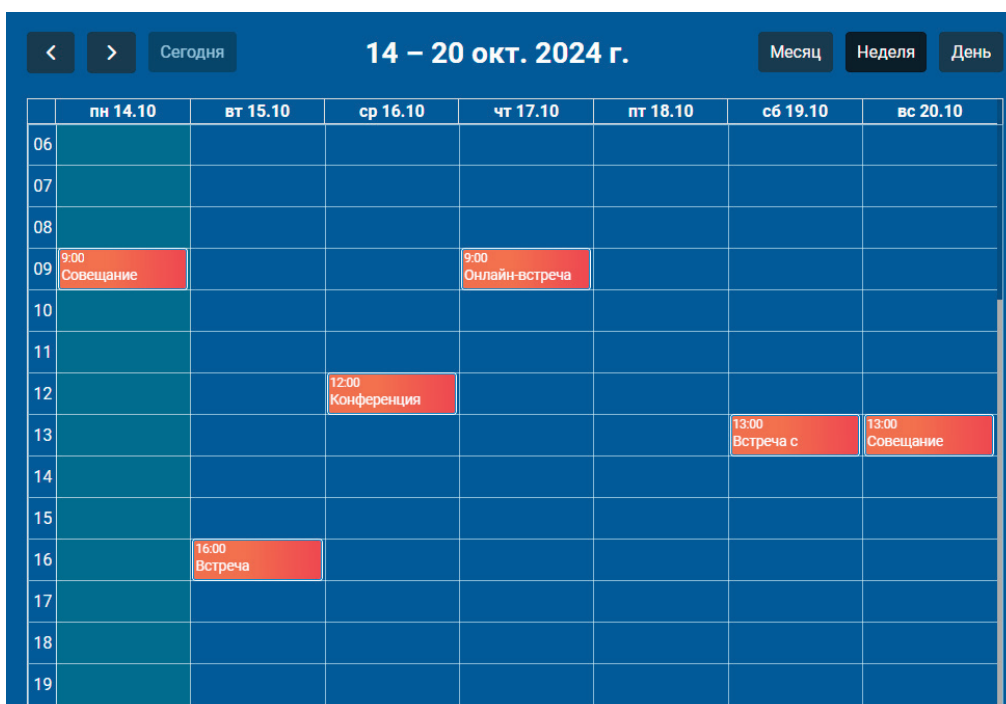 Сегодня 14 – 20 окт. 2024 г. Месяц Неделя День
пн 14.10 вт 15.10 ср 16.10 чт 17.10 пт 18.10 сб 19.10 вс 20.10
06
07
08
09 9:00 9:00
Совещание Онлайн-встреча
10
11
12 12:00
Конференция
13 13:00 13:00
Встреча с Совещание
14
15
16 16:00
Встреча
17
18
19